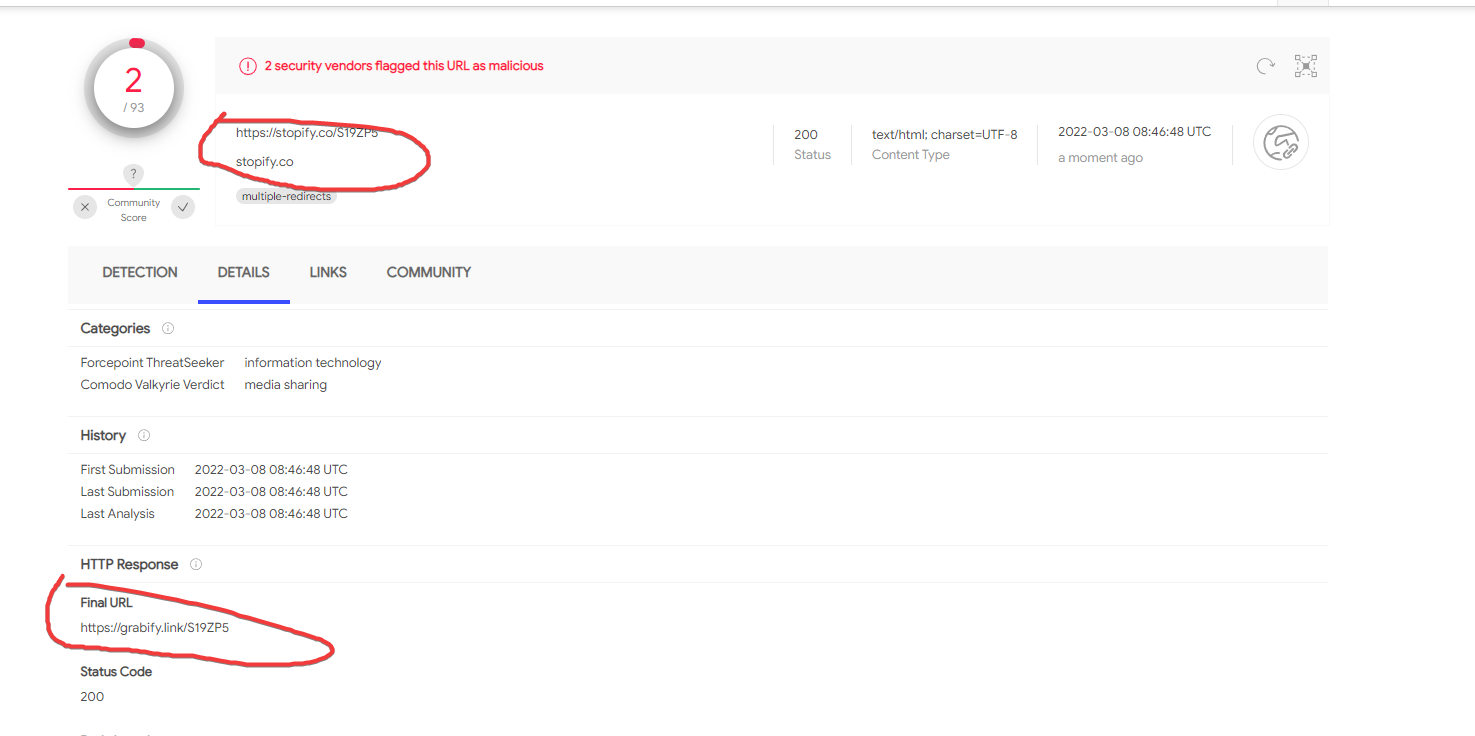 2
/ 93
2 security vendors flagged this URL as malicious
https://stopify.co/S19ZP5
stopify.co
multiple-redirects
200
Status
text/html; charset=UTF-8
Content Type
2022-03-08 08:46:48 UTC
a moment ago
?
Community
Score
DETECTION DETAILS LINKS COMMUNITY
Categories
Forcepoint ThreatSeeker information technology
Comodo Valkyrie Verdict media sharing
History
First Submission 2022-03-08 08:46:48 UTC
Last Submission 2022-03-08 08:46:48 UTC
Last Analysis 2022-03-08 08:46:48 UTC
HTTP Response
Final URL
https://grabify.link/S19ZP5
Status Code
200